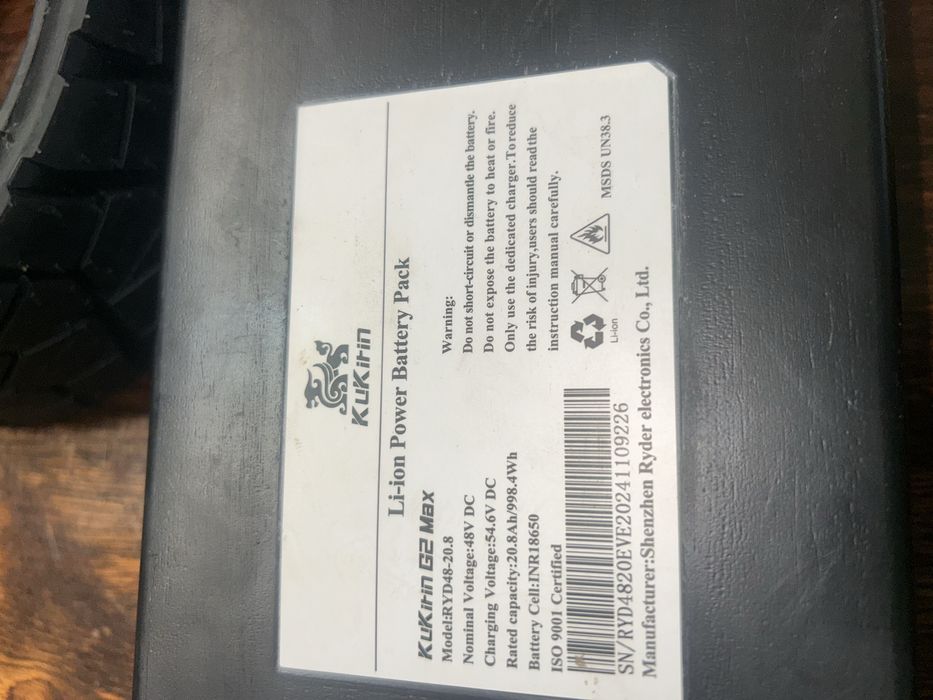 KuKirin
Li-ion Power Battery Pack
KuKirin G2 Max
Model:RYD48-20.8
Nominal Voltage:48V DC
Charging Voltage:54.6V DC
Rated capacity:20.8Ah/998.4Wh
Battery Cell:INR18650
ISO 9001 Certified
Warning:
Do not short-circuit or dismantle the battery.
Do not expose the battery to heat or fire.
Only use the dedicated charger.To reduce
the risk of injury,users should read the
instruction manual carefully.
Li-ion
MSDS UN38.3
SN/RYD4820EVE20241109226
Manufacturer:Shenzhen Ryder electronics Co., Ltd.